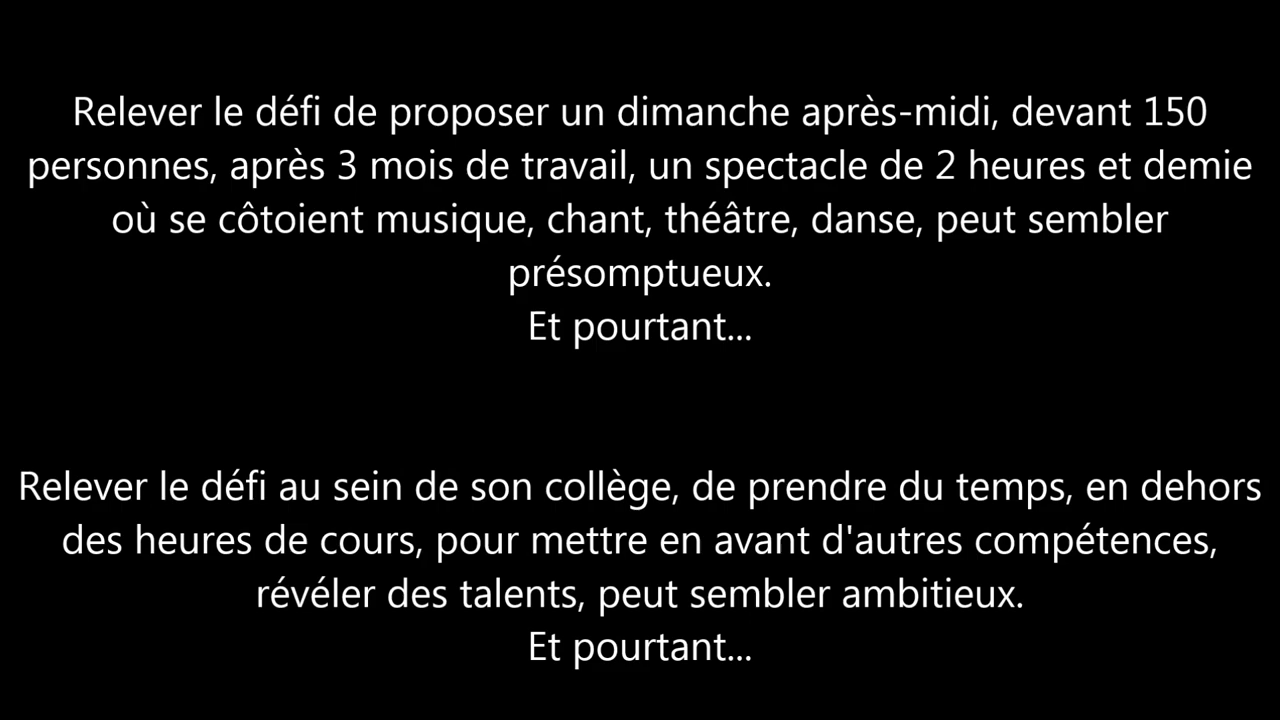 Relever le défi de proposer un dimanche après-midi, devant 150
personnes, après 3 mois de travail, un spectacle de 2 heures et demie
où se côtoient musique, chant, théâtre, danse, peut sembler
présomptueux.
Et pourtant...
Relever le défi au sein de son collège, de prendre du temps, en dehors
des heures de cours, pour mettre en avant d'autres compétences,
révéler des talents, peut sembler ambitieux.
Et pourtant...